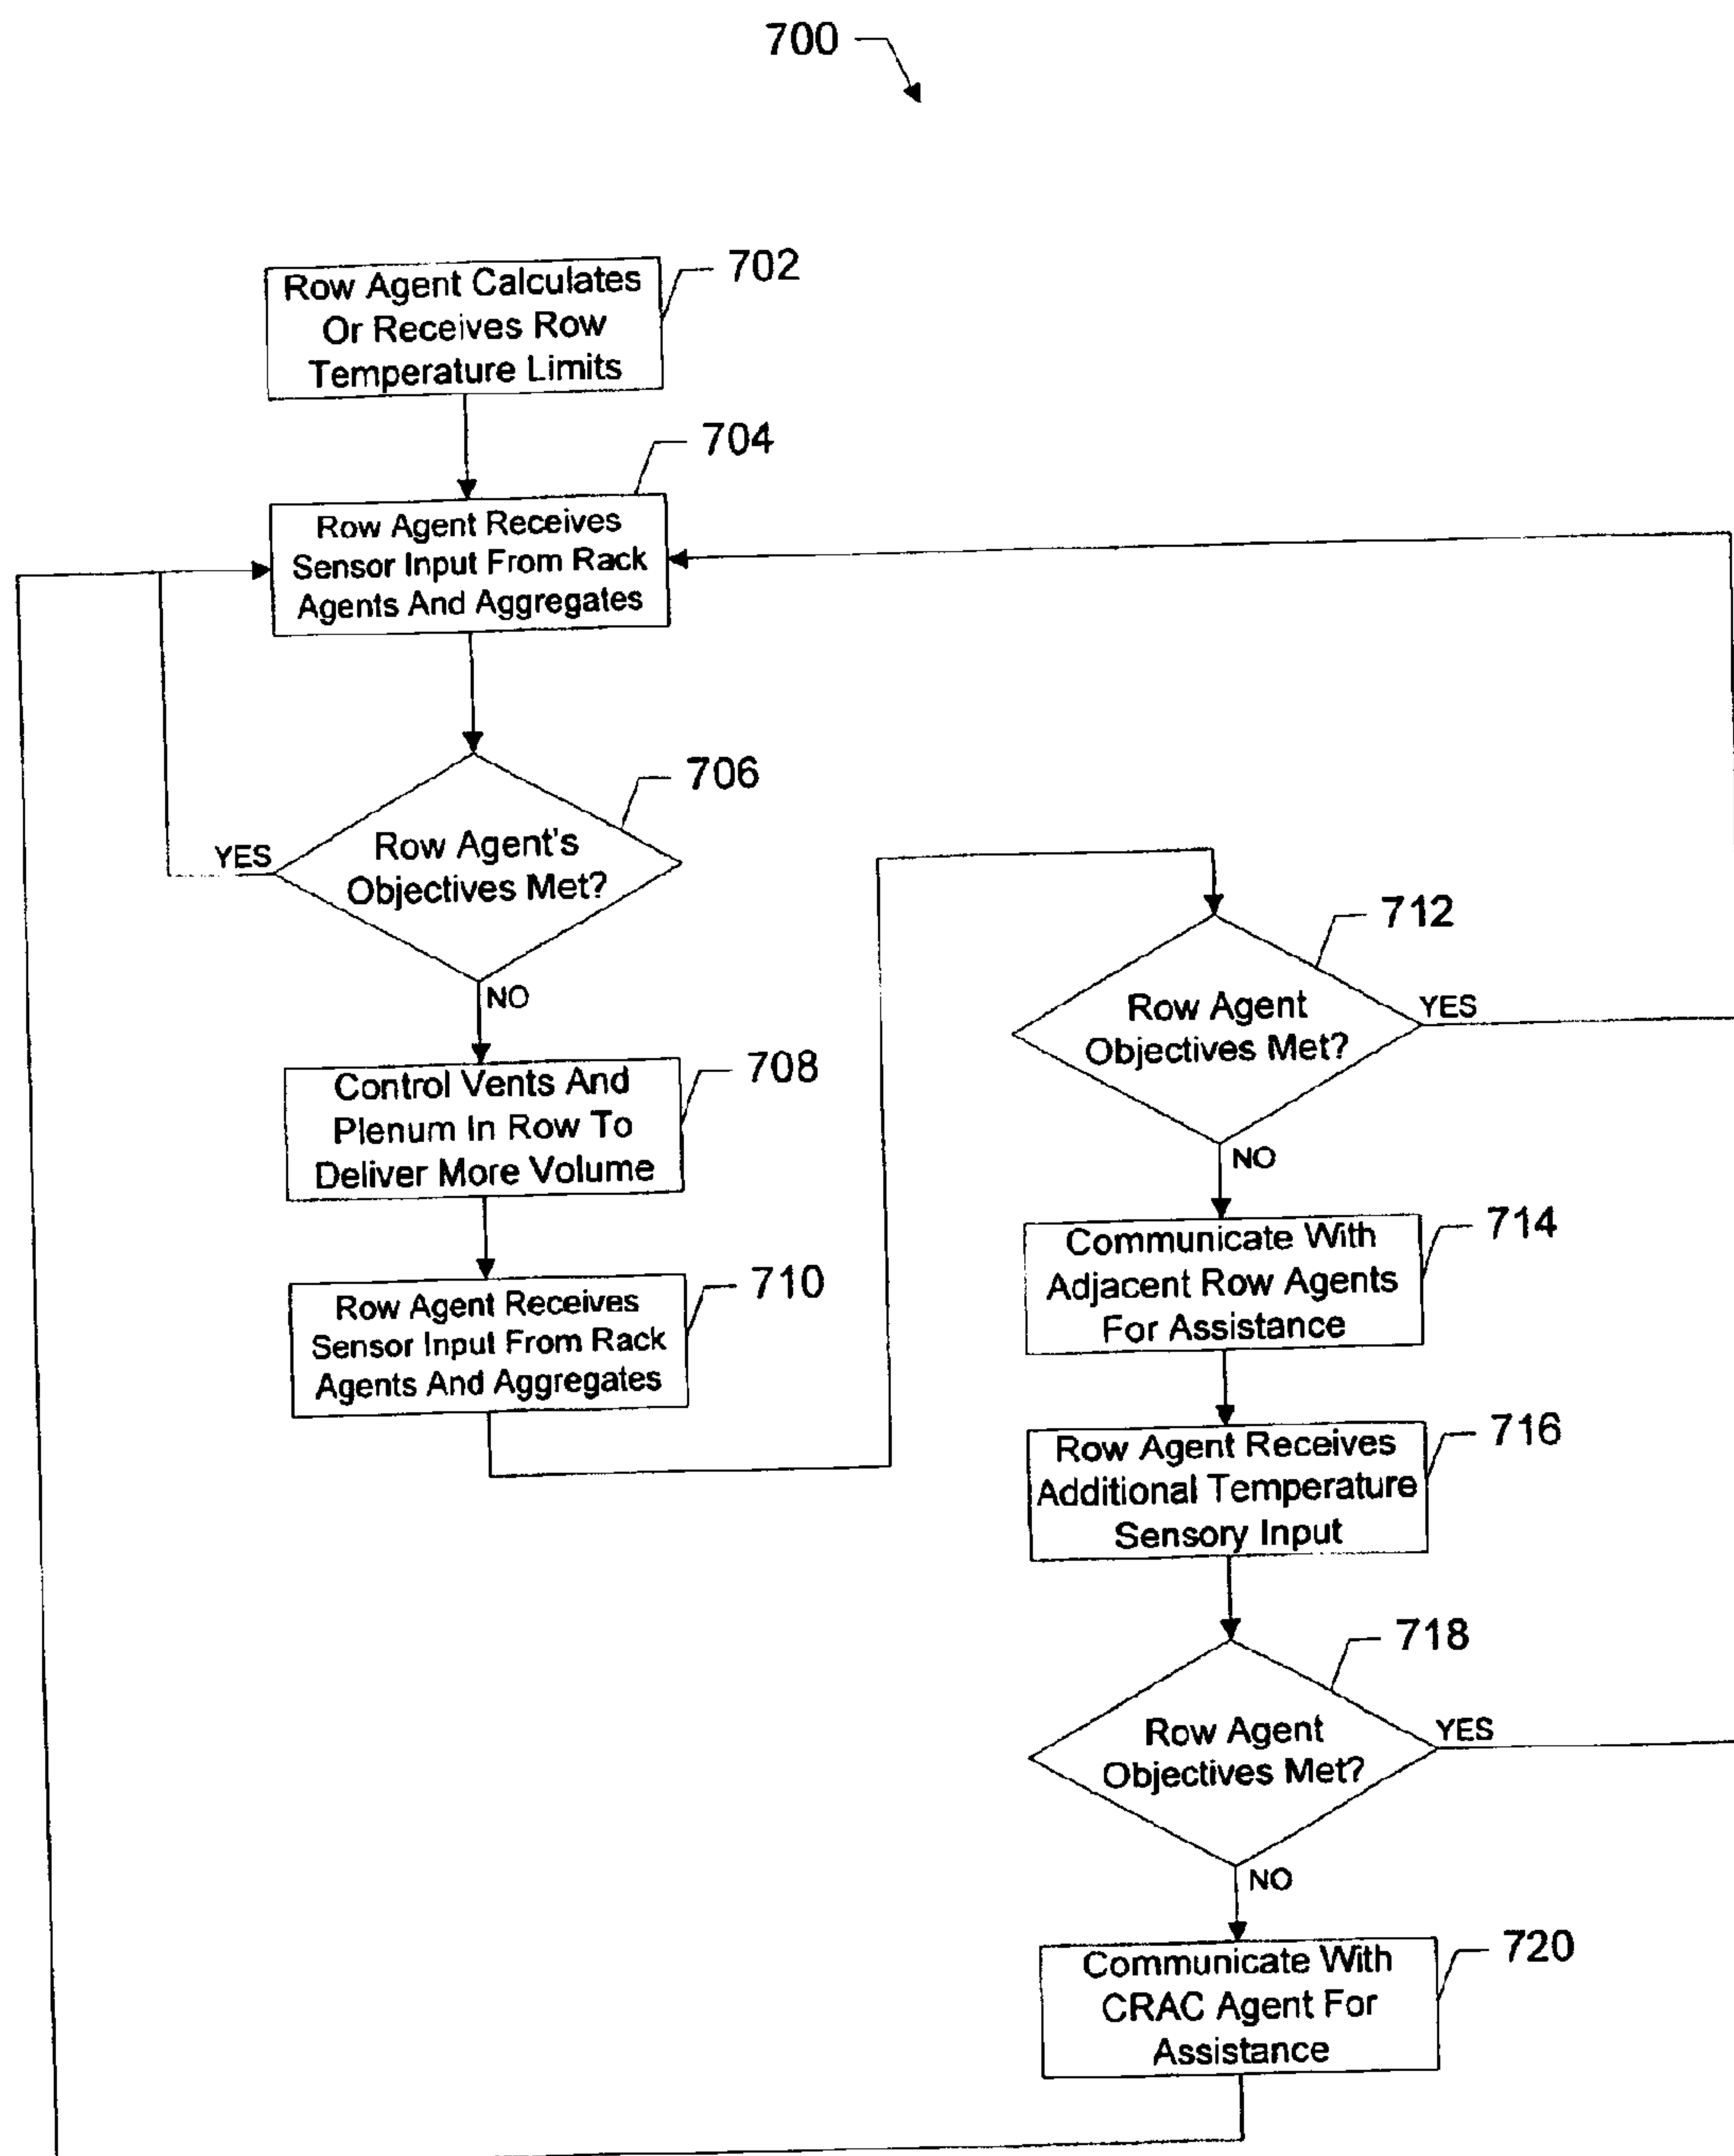 700
Row Agent Calculates
Or Receives Row
Temperature Limits
702
Row Agent Receives
Sensor Input From Rack
Agents And Aggregates
704
Row Agent's
Objectives Met?
706
YES
NO
Control Vents And
Plenum In Row To
Deliver More Volume
708
Row Agent Receives
Sensor Input From Rack
Agents And Aggregates
710
Row Agent
Objectives Met?
712
YES
NO
Communicate With
Adjacent Row Agents
For Assistance
714
Row Agent Receives
Additional Temperature
Sensory Input
716
Row Agent
Objectives Met?
718
YES
NO
Communicate With
CRAC Agent For
Assistance
720